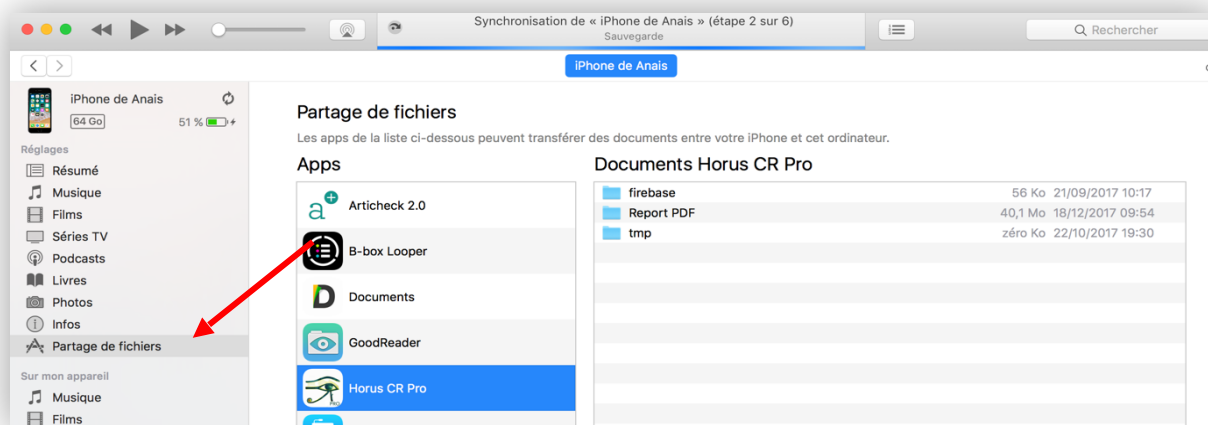 Synchronisation de « iPhone de Anais » (étape 2 sur 6)
Sauvegarde
Rechercher
iPhone de Anais
iPhone de Anais
64 Go
51 %
Réglages
Résumé
Musique
Films
Séries TV
Podcasts
Livres
Photos
Infos
Partage de fichiers
Sur mon appareil
Musique
Films
Partage de fichiers
Les apps de la liste ci-dessous peuvent transférer des documents entre votre iPhone et cet ordinateur.
Apps
Articheck 2.0
B-box Looper
Documents
GoodReader
PRO
Horus CR Pro
Documents Horus CR Pro
firebase 56 Ko 21/09/2017 10:17
Report PDF 40,1 Mo 18/12/2017 09:54
tmp zéro Ko 22/10/2017 19:30